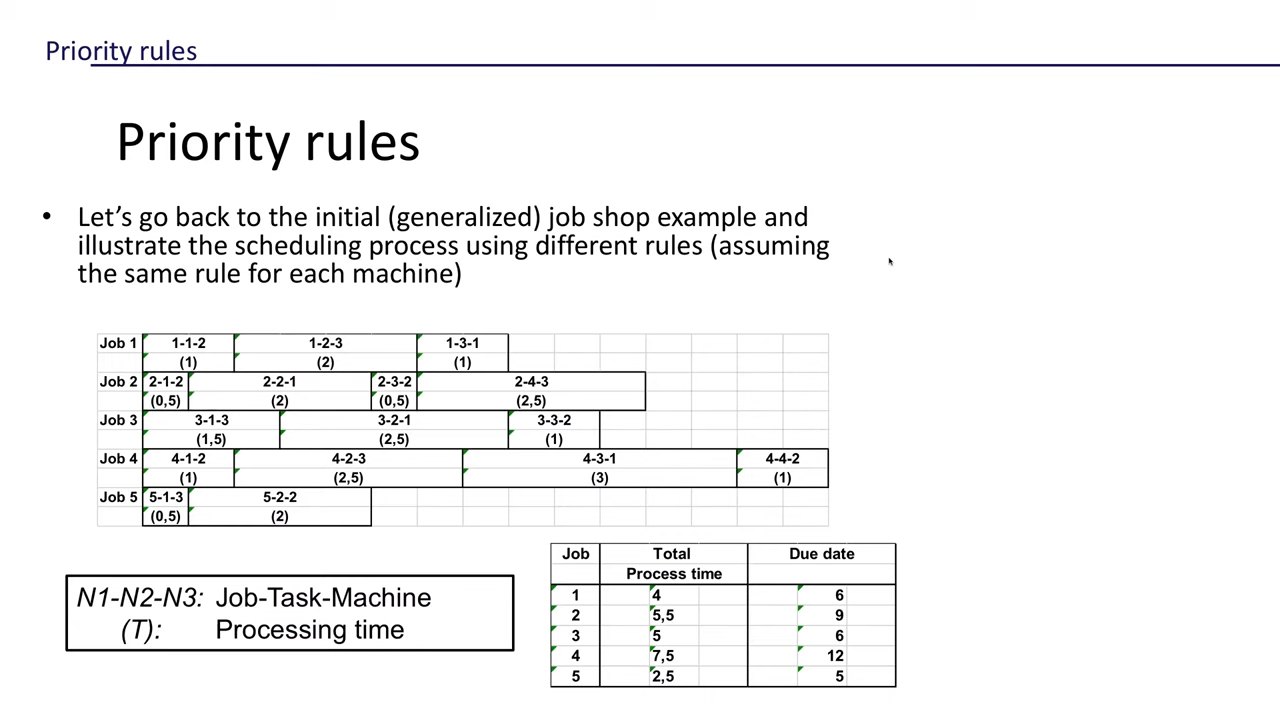 Priority rules
Priority rules
• Let's go back to the initial (generalized) job shop example and
illustrate the scheduling process using different rules (assuming
the same rule for each machine)
Job 1 1-1-2 1-2-3 1-3-1
(1) (2) (1)
Job 2 2-1-2 2-2-1 2-3-2 2-4-3
(0,5) (2) (0,5) (2,5)
Job 3 3-1-3 3-2-1 3-3-2
(1,5) (2,5) (1)
Job 4 4-1-2 4-2-3 4-3-1 4-4-2
(1) (2,5) (3) (1)
Job 5 5-1-3 5-2-2
(0,5) (2)
N1-N2-N3: Job-Task-Machine
(T): Processing time
Job Total Due date
Process time
1 4 6
2 5,5 9
3 5 6
4 7,5 12
5 2,5 5